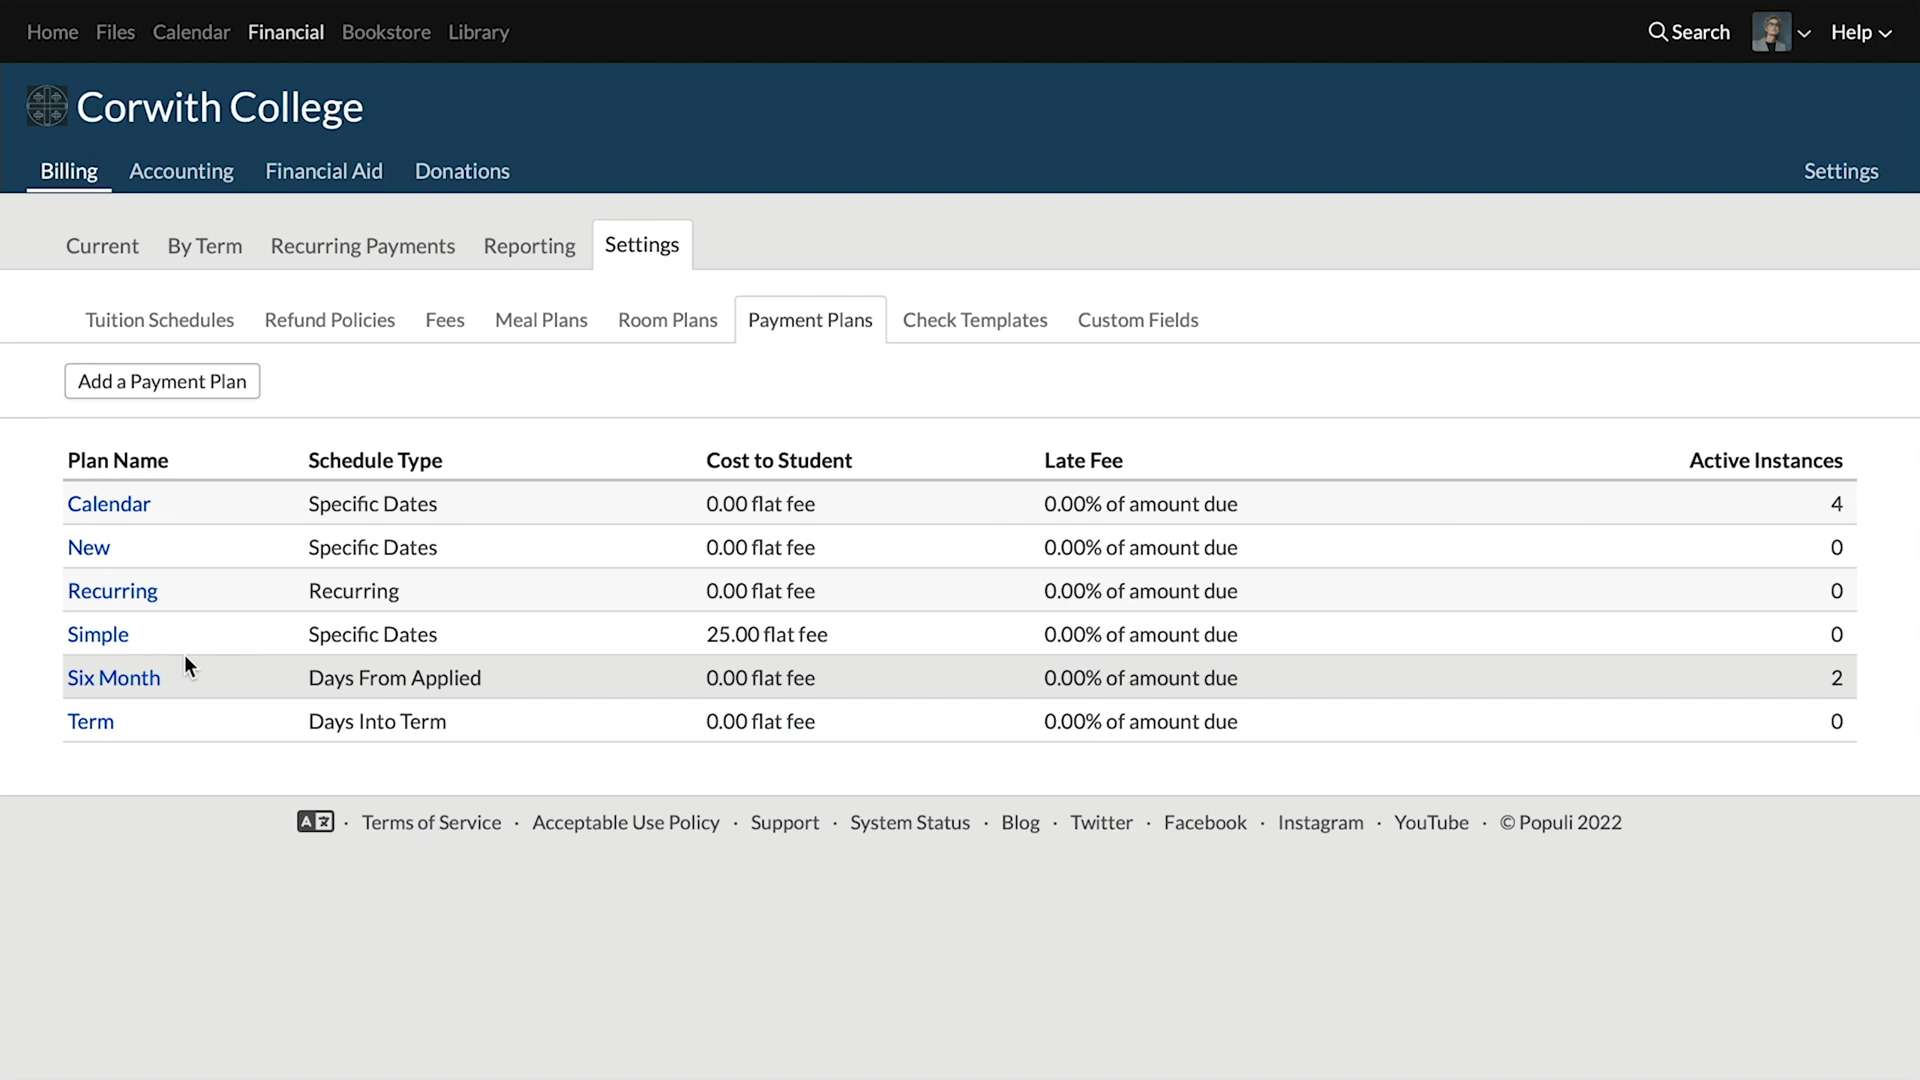 Home Files Calendar Financial Bookstore Library Search Help
Corwith College
Billing Accounting Financial Aid Donations Settings
Current By Term Recurring Payments Reporting Settings
Tuition Schedules Refund Policies Fees Meal Plans Room Plans Payment Plans Check Templates Custom Fields
Add a Payment Plan
Plan Name Schedule Type Cost to Student Late Fee Active Instances
Calendar Specific Dates 0.00 flat fee 0.00% of amount due 4
New Specific Dates 0.00 flat fee 0.00% of amount due 0
Recurring Recurring 0.00 flat fee 0.00% of amount due 0
Simple Specific Dates 25.00 flat fee 0.00% of amount due 0
Six Month Days From Applied 0.00 flat fee 0.00% of amount due 2
Term Days Into Term 0.00 flat fee 0.00% of amount due 0
A文 · Terms of Service · Acceptable Use Policy · Support · System Status · Blog · Twitter · Facebook · Instagram · YouTube · © Populi 2022